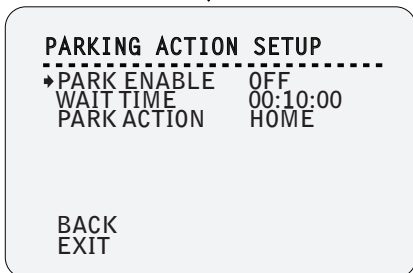 PARKING ACTION SETUP
PARK ENABLE OFF
WAIT TIME 00:10:00
PARK ACTION HOME
BACK
EXIT